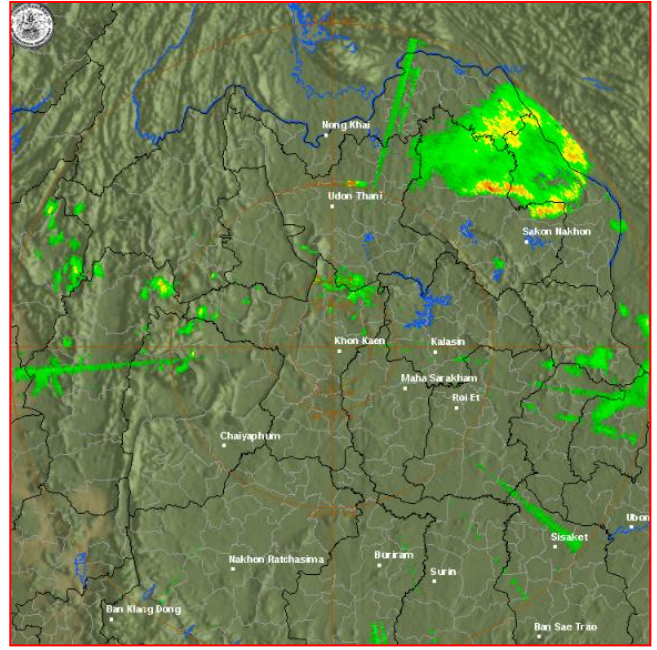 Nong Khai
Udon Thani
Sakon Nakhon
Khon Kaen
Kalasin
Maha Sarakham
Roi Et
Chaiyaphum
Ubon
Sisaket
Buriram
Nakhon Ratchasima
Surin
Ban Klang Dong
Ban Sae Trao